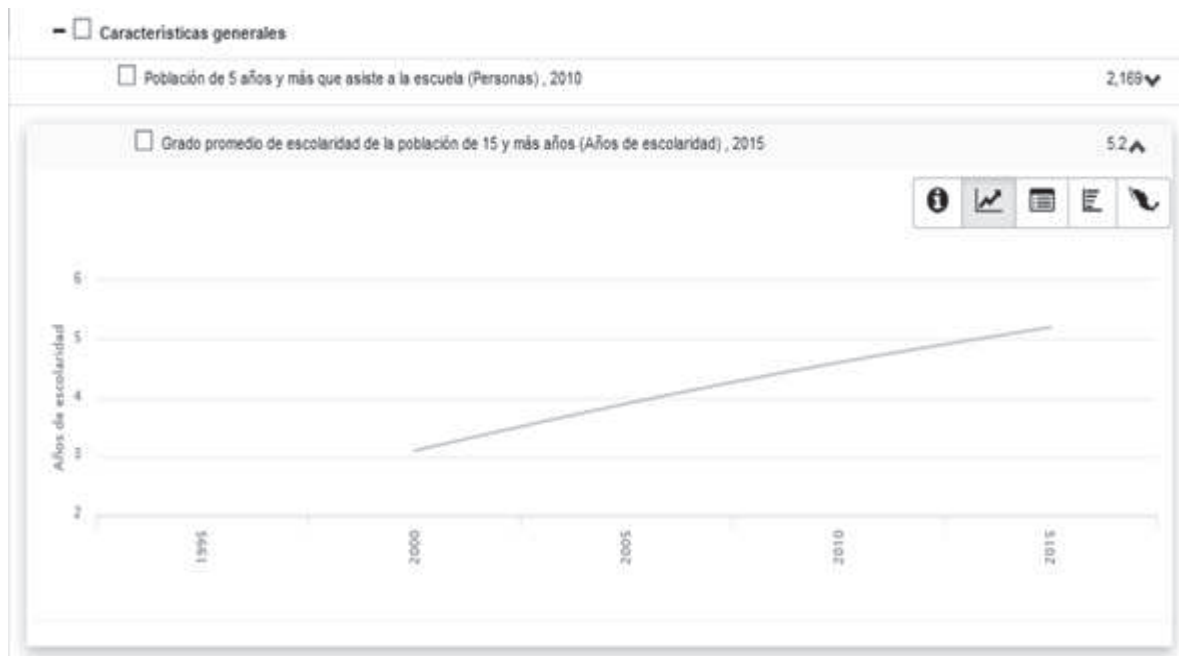 Características generales
Población de 5 años y más que asiste a la escuela (Personas) , 2010 2,169
Grado promedio de escolaridad de la población de 15 y más años (Años de escolaridad) , 2015 5.2
6
5
4
3
2
Años de escolaridad
1995
2000
2005
2010
2015